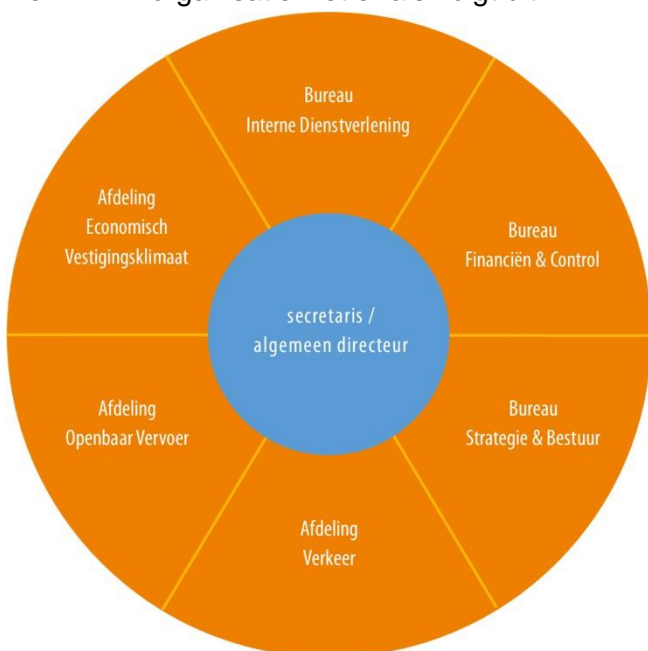 Bureau
Interne Dienstverlening
Afdeling
Economisch
Vestigingsklimaat
Bureau
Financiën & Control
secretaris /
algemeen directeur
Afdeling
Openbaar Vervoer
Bureau
Strategie & Bestuur
Afdeling
Verkeer